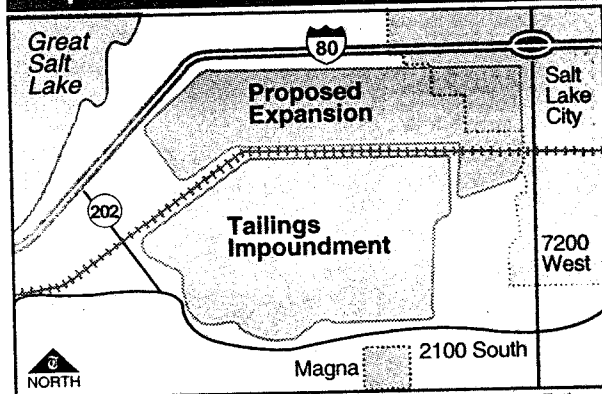 Great
Salt
Lake
80
Proposed
Expansion
Salt
Lake
City
202
Tailings
Impoundment
7200
West
NORTH
Magna
2100 South